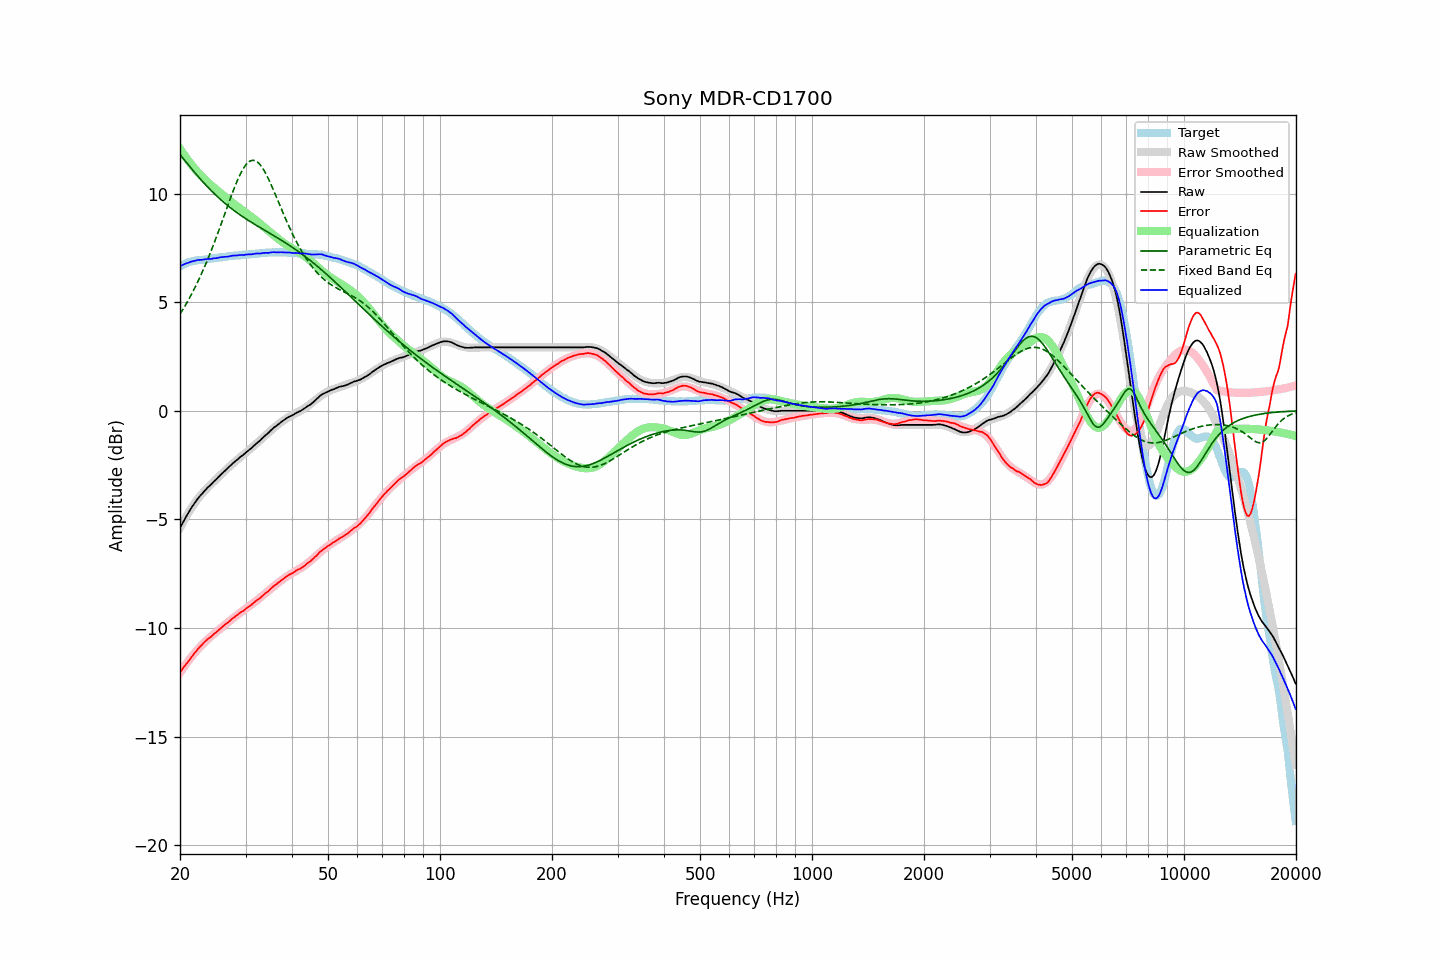 Sony MDR-CD1700
Amplitude (dBr)
10
5
0
−5
−10
−15
−20
Target
Raw Smoothed
Error Smoothed
Raw
Error
Equalization
Parametric Eq
Fixed Band Eq
Equalized
20
50
100
200
500
1000
2000
5000
10000
20000
Frequency (Hz)